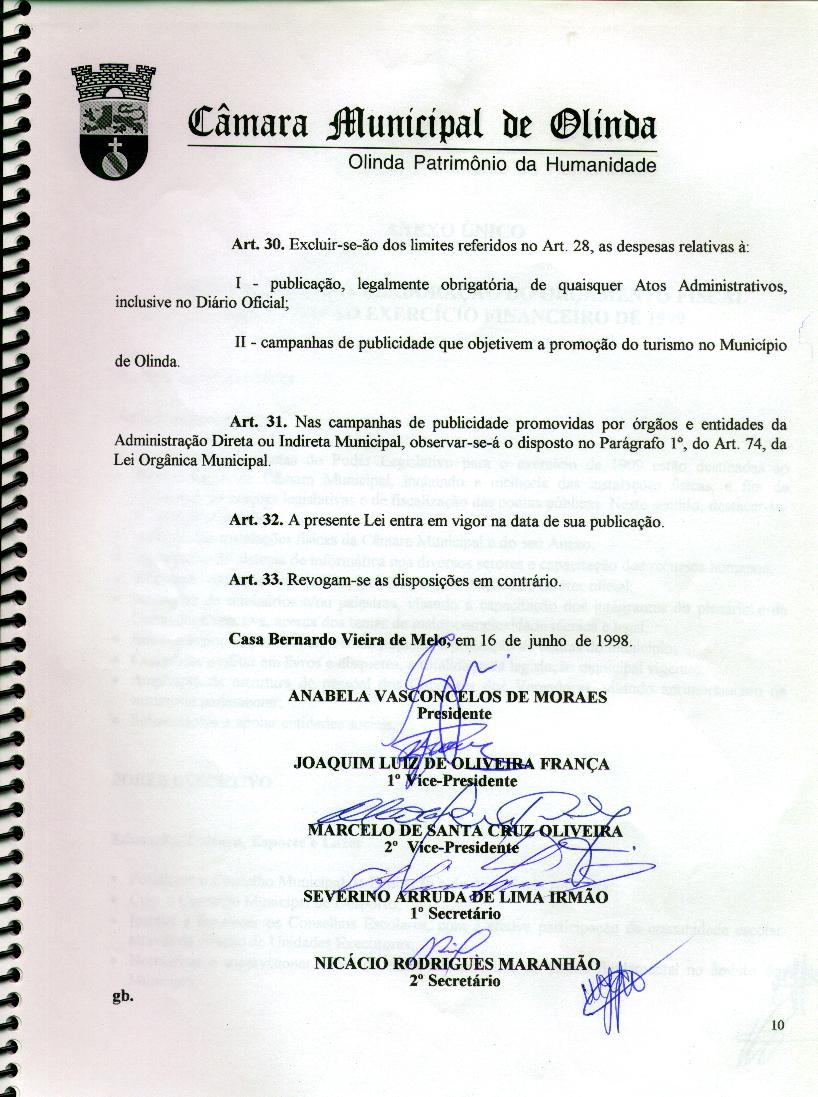 Câmara Municipal de Olinda
Olinda Patrimônio da Humanidade
Art. 30. Excluir-se-ão dos limites referidos no Art. 28, as despesas relativas à:
I - publicação, legalmente obrigatória, de quaisquer Atos Administrativos,
inclusive no Diário Oficial;
II - campanhas de publicidade que objetivem a promoção do turismo no Município
de Olinda.
Art. 31. Nas campanhas de publicidade promovidas por órgãos e entidades da
Administração Direta ou Indireta Municipal, observar-se-á o disposto no Parágrafo 1º, do Art. 74, da
Lei Orgânica Municipal.
Art. 32. A presente Lei entra em vigor na data de sua publicação.
Art. 33. Revogam-se as disposições em contrário.
Casa Bernardo Vieira de Melo, em 16 de junho de 1998.
ANABELA VASCONCELOS DE MORAES
Presidente
JOAQUIM LUIZ DE OLIVEIRA FRANÇA
1º Vice-Presidente
MARCELO DE SANTA CRUZ OLIVEIRA
2º Vice-Presidente
SEVERINO ARRUDA DE LIMA IRMÃO
1º Secretário
NICÁCIO RODRIGUES MARANHÃO
2º Secretário
gb.
10